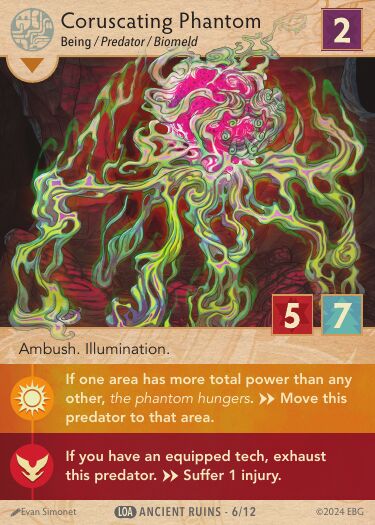 Coruscating Phantom
2
Being / Predator / Biomeld
5
7
Ambush. Illumination.
If one area has more total power than any
other, the phantom hungers. ►► Move this
predator to that area.
If you have an equipped tech, exhaust
this predator. ►► Suffer 1 injury.
Evan Simonet
LOA ANCIENT RUINS - 6/12
©2024 EBG